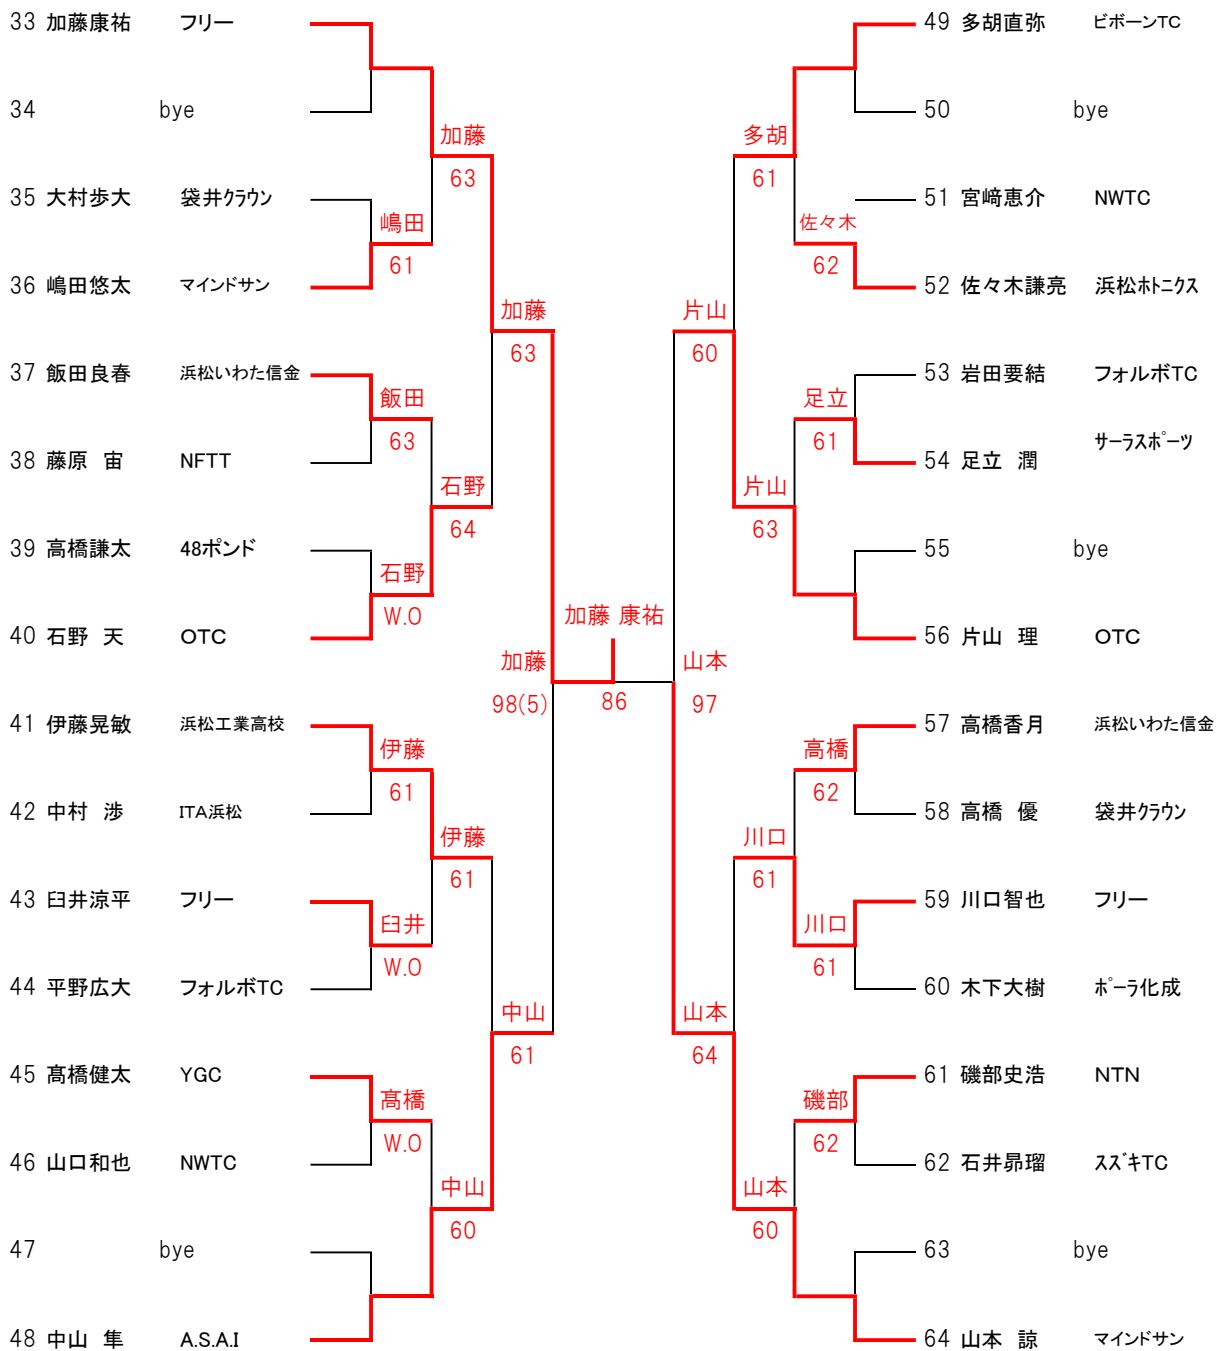 33 加藤康祐 フリー
49 多胡直弥 ビボーンTC
34 bye
50 bye
加藤
多胡
63
61
35 大村歩大 袋井クラウン
51 宮﨑恵介 NWTC
嶋田
佐々木
61
62
36 嶋田悠太 マインドサン
52 佐々木謙亮 浜松ホトニクス
加藤
片山
63
60
37 飯田良春 浜松いわた信金
53 岩田要結 フォルボTC
飯田
足立
63
61
サーラスポーツ
38 藤原 宙 NFTT
54 足立 潤
石野
片山
64
63
39 高橋謙太 48ポンド
55 bye
石野
W.O
加藤 康祐
40 石野 天 OTC
56 片山 理 OTC
加藤
山本
98(5)
86
97
41 伊藤晃敏 浜松工業高校
57 高橋香月 浜松いわた信金
伊藤
高橋
61
62
42 中村 渉 ITA浜松
58 高橋 優 袋井クラウン
伊藤
川口
61
61
43 臼井涼平 フリー
59 川口智也 フリー
臼井
川口
W.O
61
44 平野広大 フォルボTC
60 木下大樹 ポーラ化成
中山
山本
61
64
45 髙橋健太 YGC
61 磯部史浩 NTN
髙橋
磯部
W.O
62
46 山口和也 NWTC
62 石井昴瑠 スズキTC
中山
山本
60
60
47 bye
63 bye
48 中山 隼 A.S.A.I
64 山本 諒 マインドサン